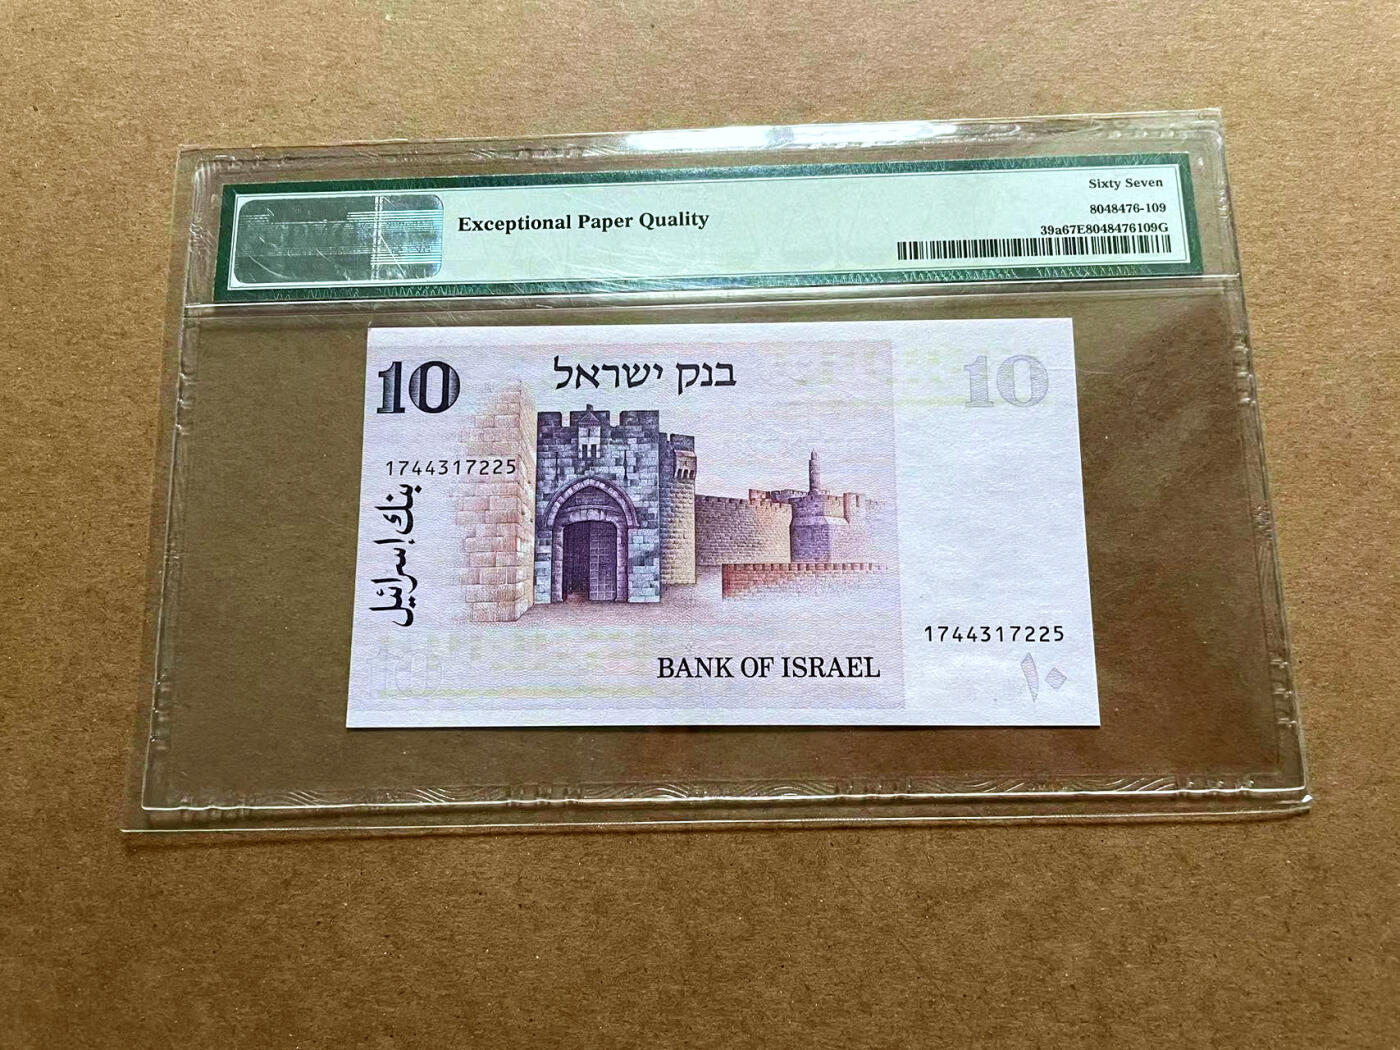 Exceptional Paper Quality
Sixty Seven
8048476-109
39a67E8048476109G
10
בנק ישראל
10
1744317225
بنك إسرائيل
1744317225
BANK OF ISRAEL
١٠
10